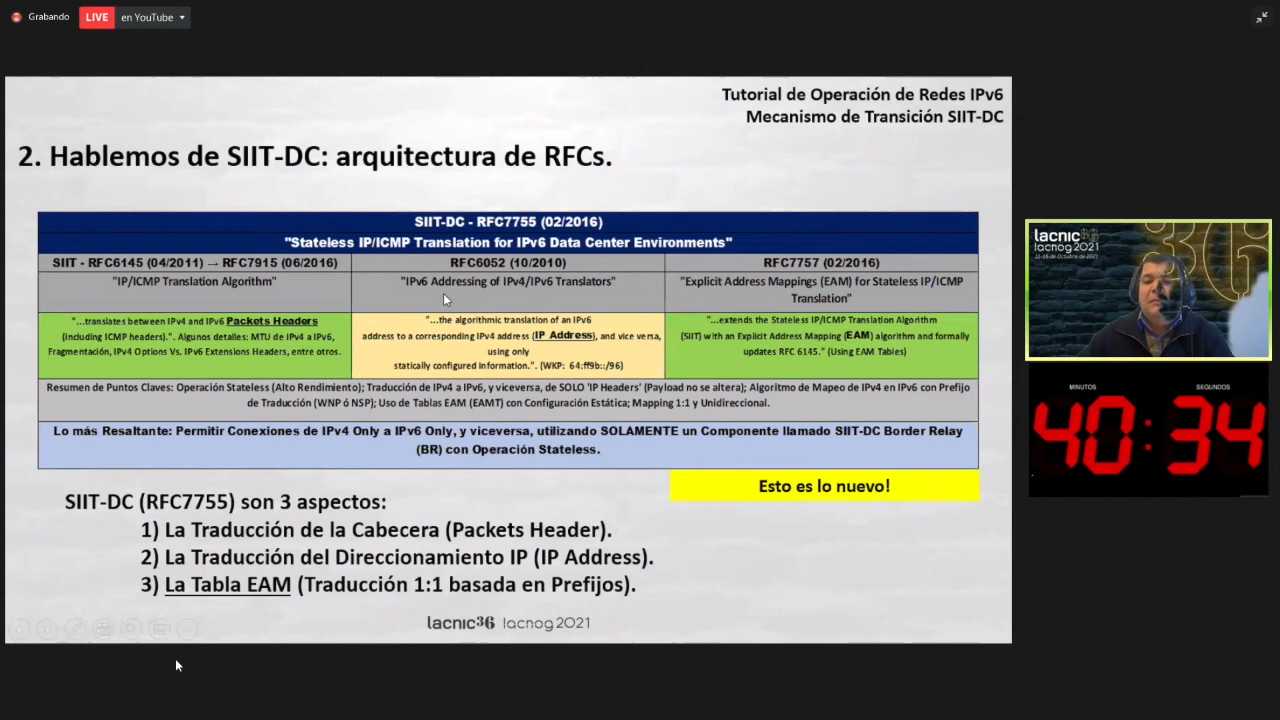 Grabando
LIVE
en YouTube
Tutorial de Operación de Redes IPv6
Mecanismo de Transición SIIT-DC
2. Hablemos de SIIT-DC: arquitectura de RFCs.
SIIT-DC - RFC7755 (02/2016)
"Stateless IP/ICMP Translation for IPv6 Data Center Environments"
SIIT - RFC6145 (04/2011) → RFC7915 (06/2016)
"IP/ICMP Translation Algorithm"
"...translates between IPv4 and IPv6 Packets Headers
(including ICMP headers).". Algunos detalles: MTU de IPv4 a IPv6,
Fragmentación, IPv4 Options Vs. IPv6 Extensions Headers, entre otros.
RFC6052 (10/2010)
"IPv6 Addressing of IPv4/IPv6 Translators"
"...the algorithmic translation of an IPv6
address to a corresponding IPv4 address (IP Address), and vice versa,
using only
statically configured information.". (WKP: 64:ff9b::/96)
RFC7757 (02/2016)
"Explicit Address Mappings (EAM) for Stateless IP/ICMP
Translation"
"...extends the Stateless IP/ICMP Translation Algorithm
(SIIT) with an Explicit Address Mapping (EAM) algorithm and formally
updates RFC 6145." (Using EAM Tables)
Resumen de Puntos Claves: Operación Stateless (Alto Rendimiento); Traducción de IPv4 a IPv6, y viceversa, de SOLO 'IP Headers' (Payload no se altera); Algoritmo de Mapeo de IPv4 en IPv6 con Prefijo
de Traducción (WNP ó NSP); Uso de Tablas EAM (EAMT) con Configuración Estática; Mapping 1:1 y Unidireccional.
Lo más Resaltante: Permitir Conexiones de IPv4 Only a IPv6 Only, y viceversa, utilizando SOLAMENTE un Componente llamado SIIT-DC Border Relay
(BR) con Operación Stateless.
Esto es lo nuevo!
SIIT-DC (RFC7755) son 3 aspectos:
1) La Traducción de la Cabecera (Packets Header).
2) La Traducción del Direccionamiento IP (IP Address).
3) La Tabla EAM (Traducción 1:1 basada en Prefijos).
lacnic36 lacnog2021
lacnic36
lacnog2021
11-15 de Octubre de 2021
MINUTOS
SEGUNDOS
40:34